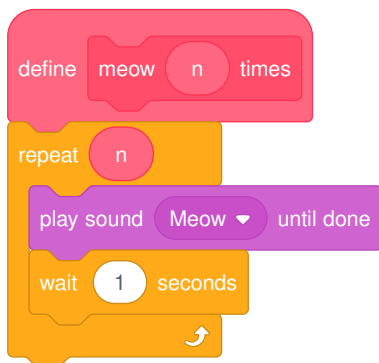 define meow n times
repeat n
play sound Meow until done
wait 1 seconds